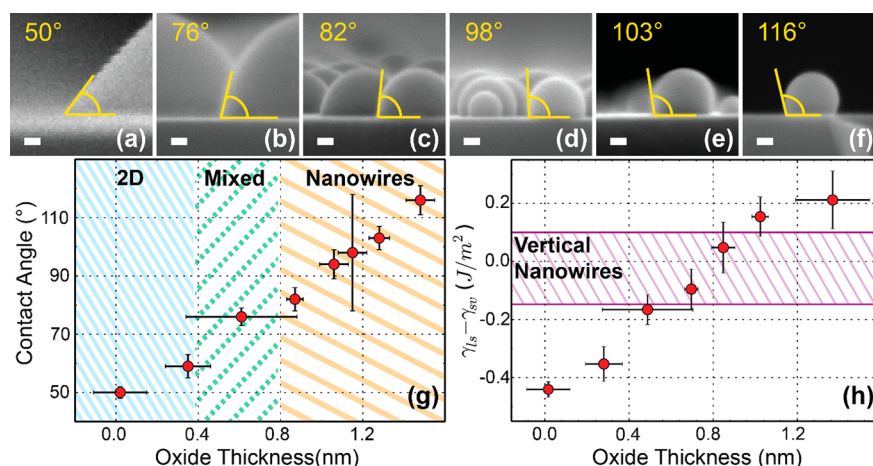 50° 76° 82° 98° 103° 116°
(a) (b) (c) (d) (e) (f)
2D Mixed Nanowires
Contact Angle (°)
110
90
70
50
(g)
0.0 0.4 0.8 1.2
Oxide Thickness(nm)
γls−γsv (J/m²)
0.2
0.0
-0.2
-0.4
Vertical
Nanowires
(h)
0.0 0.4 0.8 1.2
Oxide Thickness (nm)